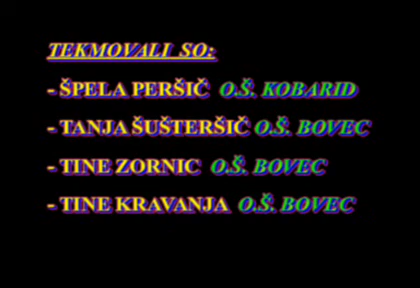 TEKMOVALI SO:
- ŠPELA PERŠIČ O.Š. KOBARID
- TANJA ŠUŠTERŠIČ O.Š. BOVEC
- TINE ZORNIC O.Š. BOVEC
- TINE KRAVANJA O.Š. BOVEC